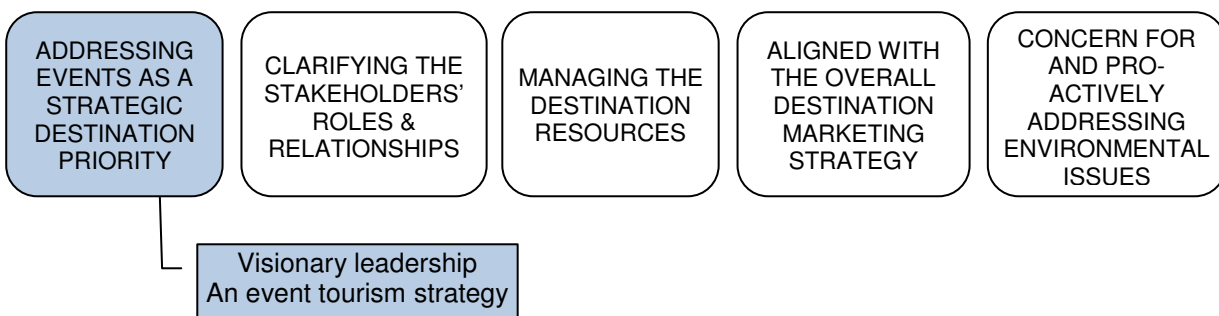 ADDRESSING
EVENTS AS A
STRATEGIC
DESTINATION
PRIORITY
CLARIFYING THE
STAKEHOLDERS'
ROLES &
RELATIONSHIPS
MANAGING THE
DESTINATION
RESOURCES
ALIGNED WITH
THE OVERALL
DESTINATION
MARKETING
STRATEGY
CONCERN FOR
AND PRO-
ACTIVELY
ADDRESSING
ENVIRONMENTAL
ISSUES
Visionary leadership
An event tourism strategy